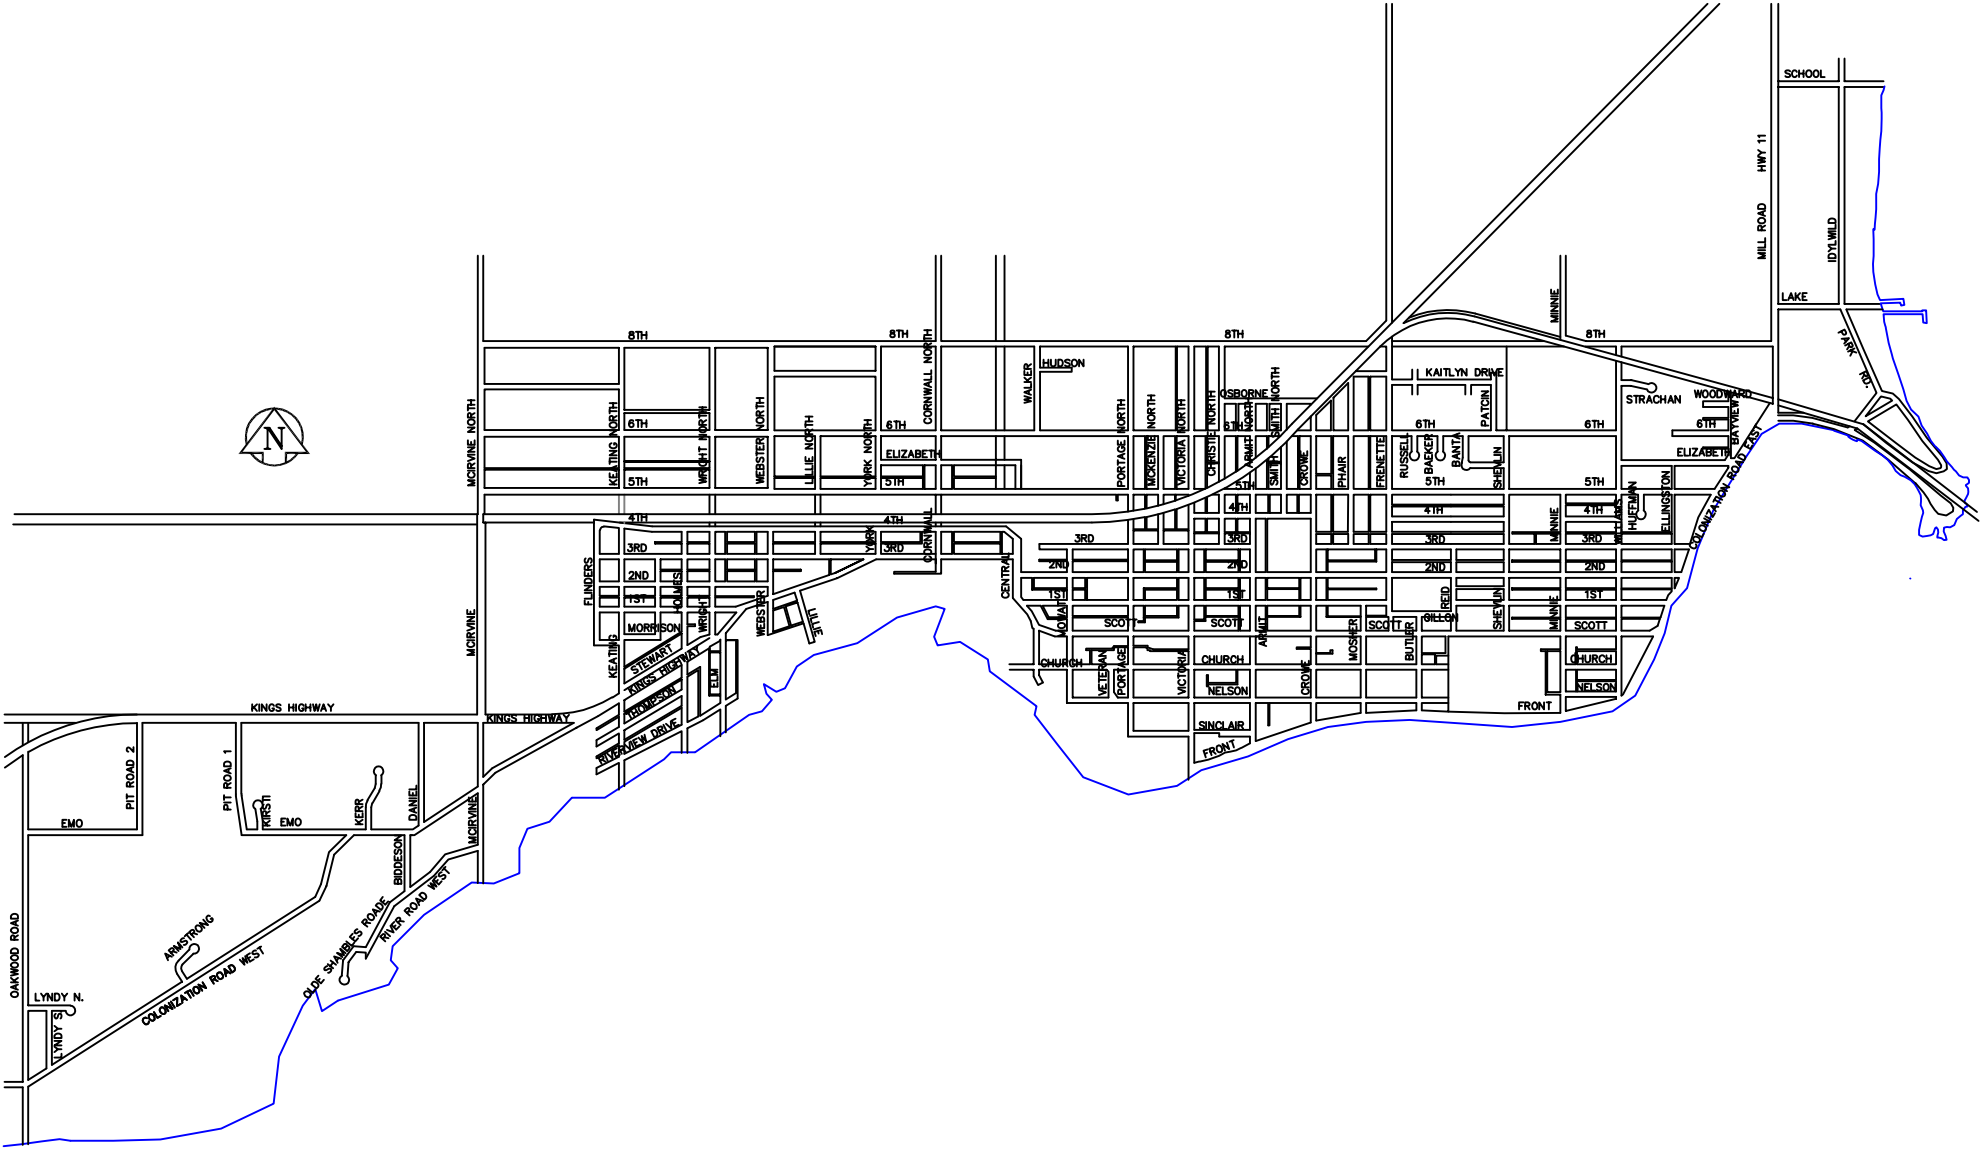 SCHOOL
HWY 11
MILL ROAD
IDYLWILD
LAKE
MINNIE
PARK RD.
8TH
8TH
8TH
8TH
CORNWALL NORTH
WALKER
HUDSON
KAITLYN DRIVE
PATCIN
STRACHAN
WOODWARD
BAYVIEW
OSBORNE
N
MCIRVINE NORTH
KEATING NORTH
WRIGHT NORTH
WEBSTER NORTH
LILLIE NORTH
YORK NORTH
PORTAGE NORTH
MCKENZIE NORTH
VICTORIA NORTH
CHRISTIE NORTH
ARMIT NORTH
SMITH NORTH
SMITH
CROWE
PHAIR
FRENETTE
RUSSELL
BAEKER
BANTA
SHEVLIN
6TH
6TH
6TH
6TH
6TH
6TH
ELIZABETH
ELIZABETH
5TH
5TH
5TH
5TH
5TH
COLONIZATION ROAD EAST
HUFFMAN
ELLINGSTON
4TH
4TH
4TH
4TH
4TH
YORK
CORNWALL
MINNIE
WILLIAMS
3RD
3RD
3RD
3RD
3RD
3RD
FLINDERS
CENTRAL
2ND
2ND
2ND
2ND
2ND
HOLMES
1ST
1ST
1ST
1ST
WRIGHT
WEBSTER
LILLIE
MOWAT
REID
SHEVLIN
MINNIE
MCIRVINE
MORRISON
SCOTT
SCOTT
SCOTT
SCOTT
GILLON
ARMIT
MOSHER
BUTLER
KEATING
STEWART
KINGS HIGHWAY
ELM
CHURCH
CHURCH
CHURCH
VETERAN
PORTAGE
VICTORIA
CROWE
NELSON
NELSON
THOMPSON
KINGS HIGHWAY
KINGS HIGHWAY
FRONT
SINCLAIR
FRONT
RIVERVIEW DRIVE
PIT ROAD 2
PIT ROAD 1
KIRSTI
KERR
DANIEL
MCIRVINE
EMO
EMO
BIDDESON
RIVER ROAD WEST
OLDE SHAMBLES ROADE
ARMSTRONG
COLONIZATION ROAD WEST
OAKWOOD ROAD
LYNDY N.
LYNDY S.